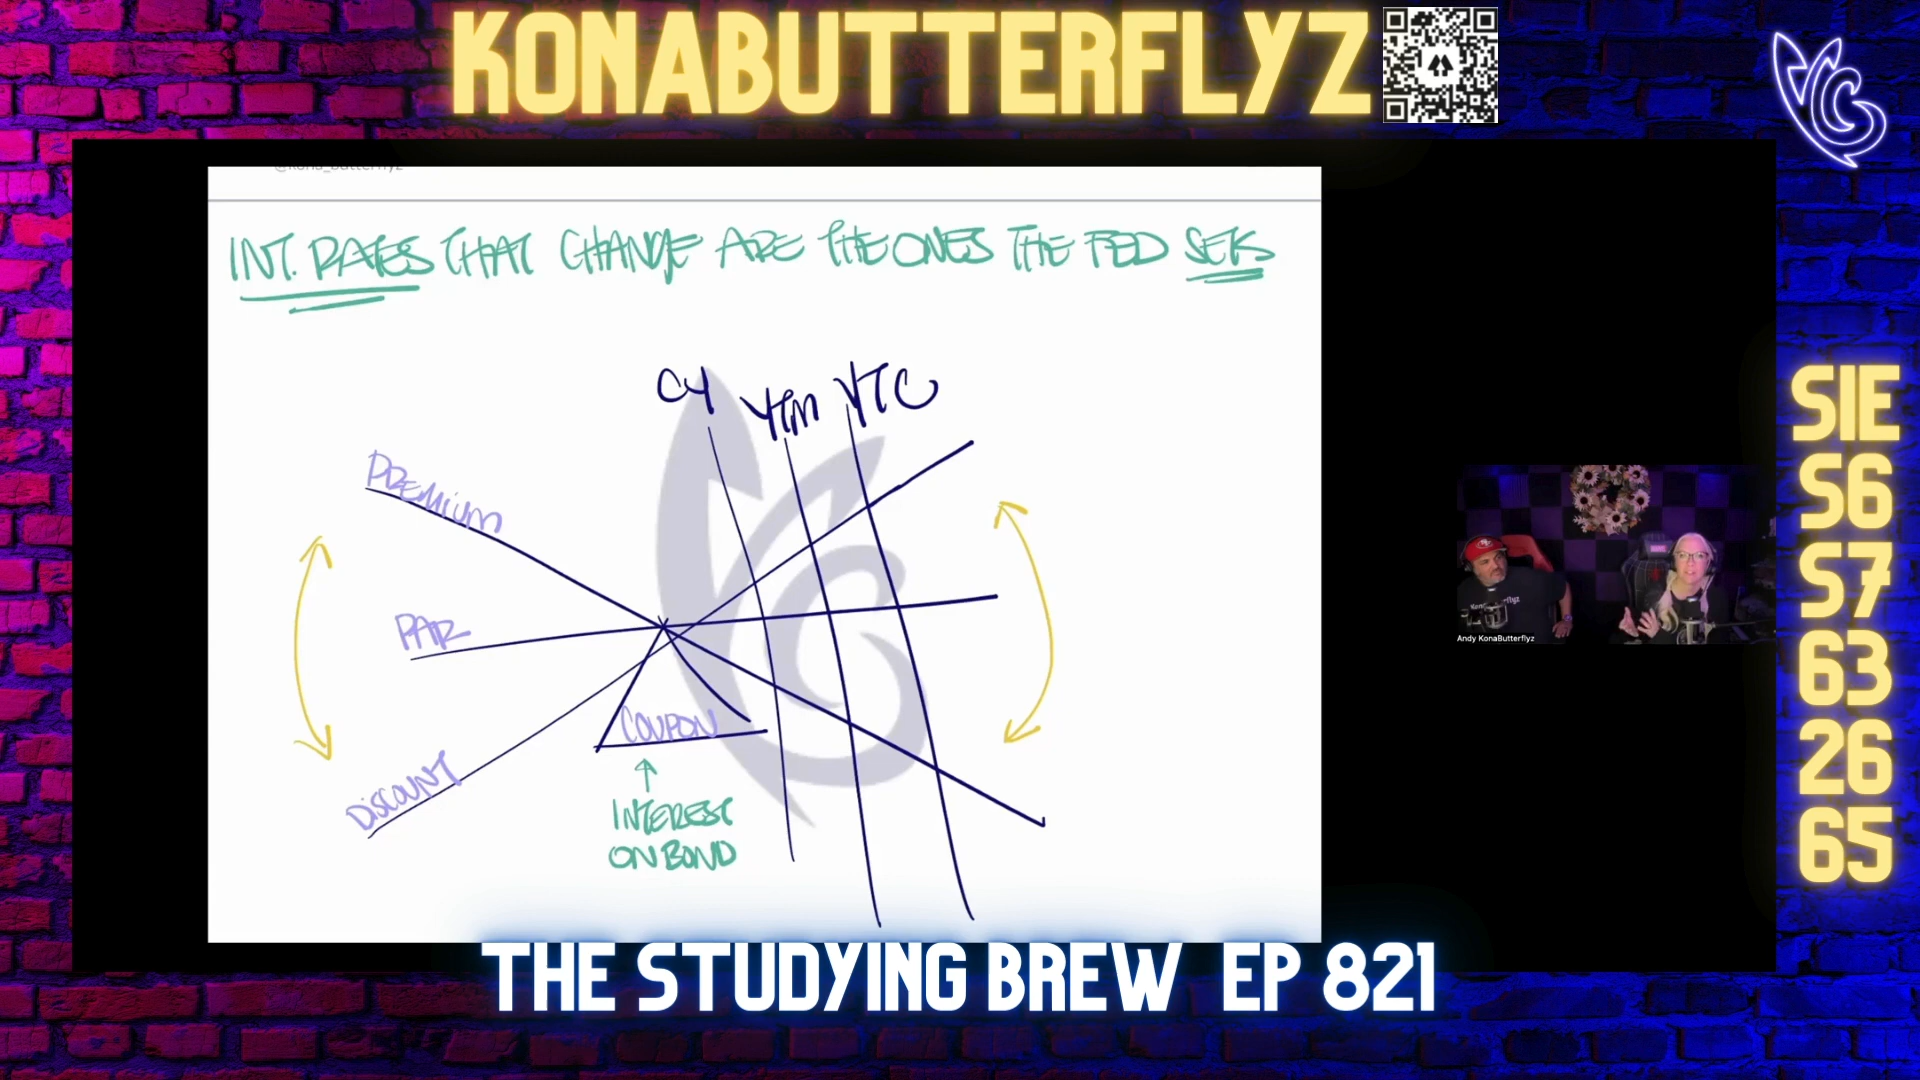 KONABUTTERFLYZ
@kona_butterflyz
INT. RATES THAT CHANGE ARE THE ONES THE FED SETS
CY YTM YTC
PREMIUM
PAR
COUPON
DISCOUNT
INTEREST
ON BOND
Andy KonaButterflyz
SIE
S6
S7
63
26
65
THE STUDYING BREW EP 821